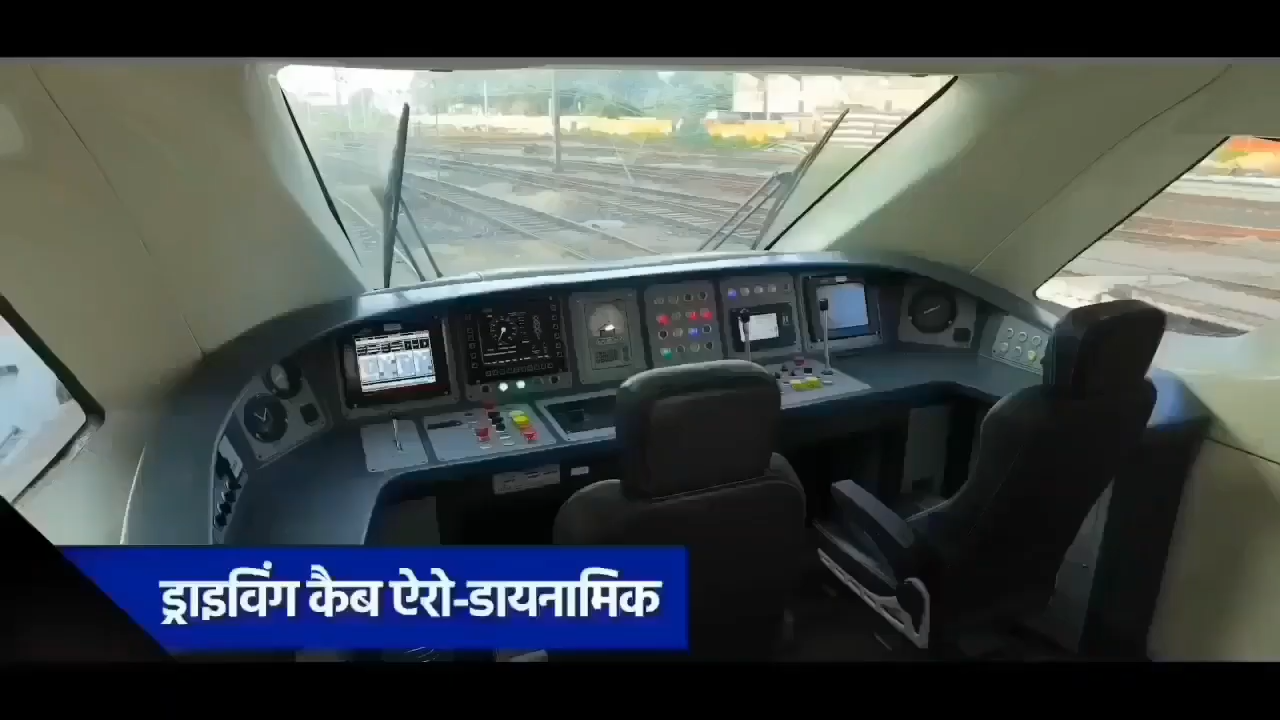 ड्राइविंग कैब ऐरो-डायनामिक